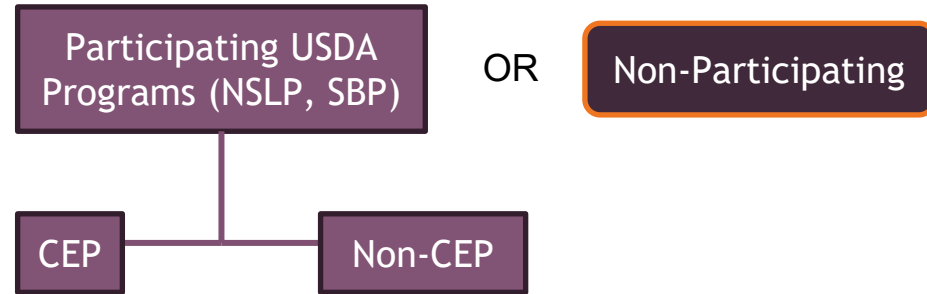 Participating USDA
Programs (NSLP, SBP)
OR
Non-Participating
CEP
Non-CEP